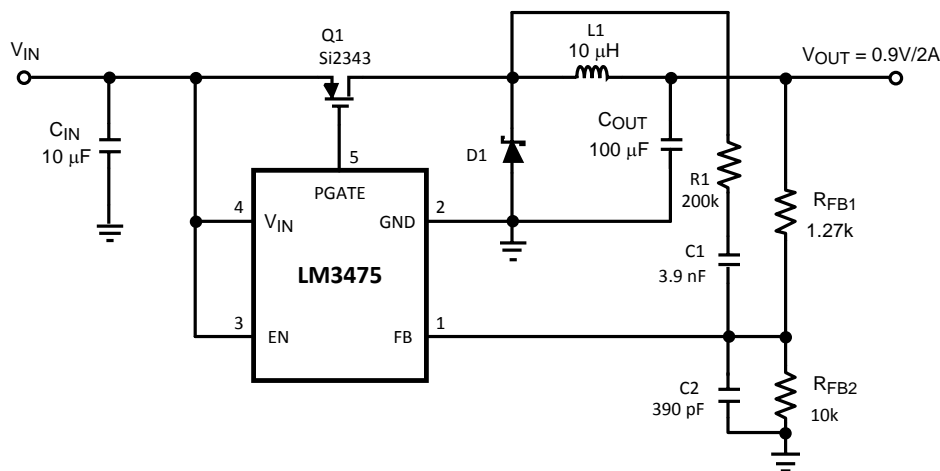 V_IN
Q1
Si2343
L1
10 μH
V_OUT = 0.9V/2A
C_IN
10 μF
5
PGATE
D1
C_OUT
100 μF
R1
200k
R_FB1
1.27k
4
V_IN
GND
2
LM3475
C1
3.9 nF
3
EN
FB
1
C2
390 pF
R_FB2
10k